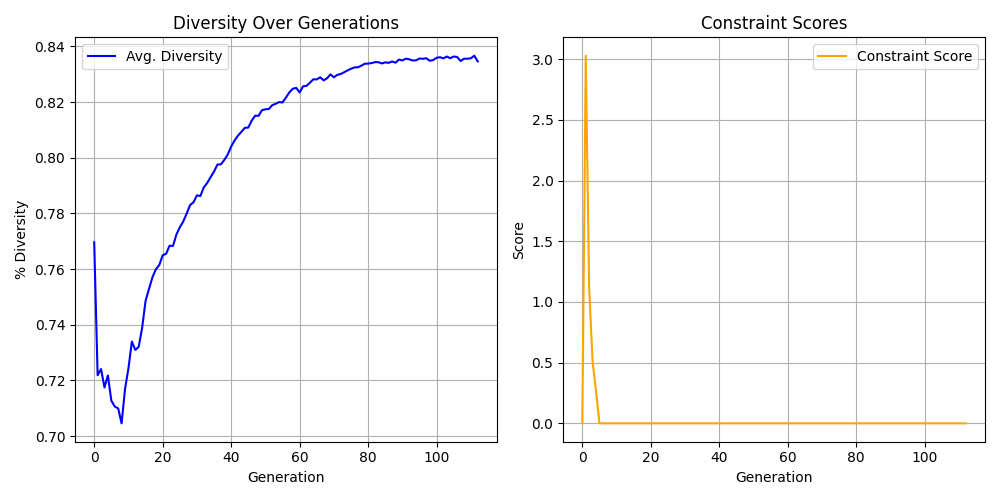 Diversity Over Generations
Avg. Diversity
0.84
0.82
0.80
0.78
0.76
0.74
0.72
0.70
% Diversity
0 20 40 60 80 100
Generation
Constraint Scores
Constraint Score
3.0
2.5
2.0
1.5
1.0
0.5
0.0
Score
0 20 40 60 80 100
Generation